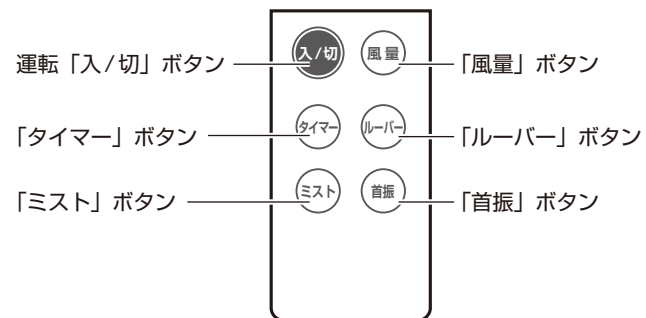 運転「入/切」ボタン
入/切
風量
「風量」ボタン
「タイマー」ボタン
タイマー
ルーバー
「ルーバー」ボタン
「ミスト」ボタン
ミスト
首振
「首振」ボタン